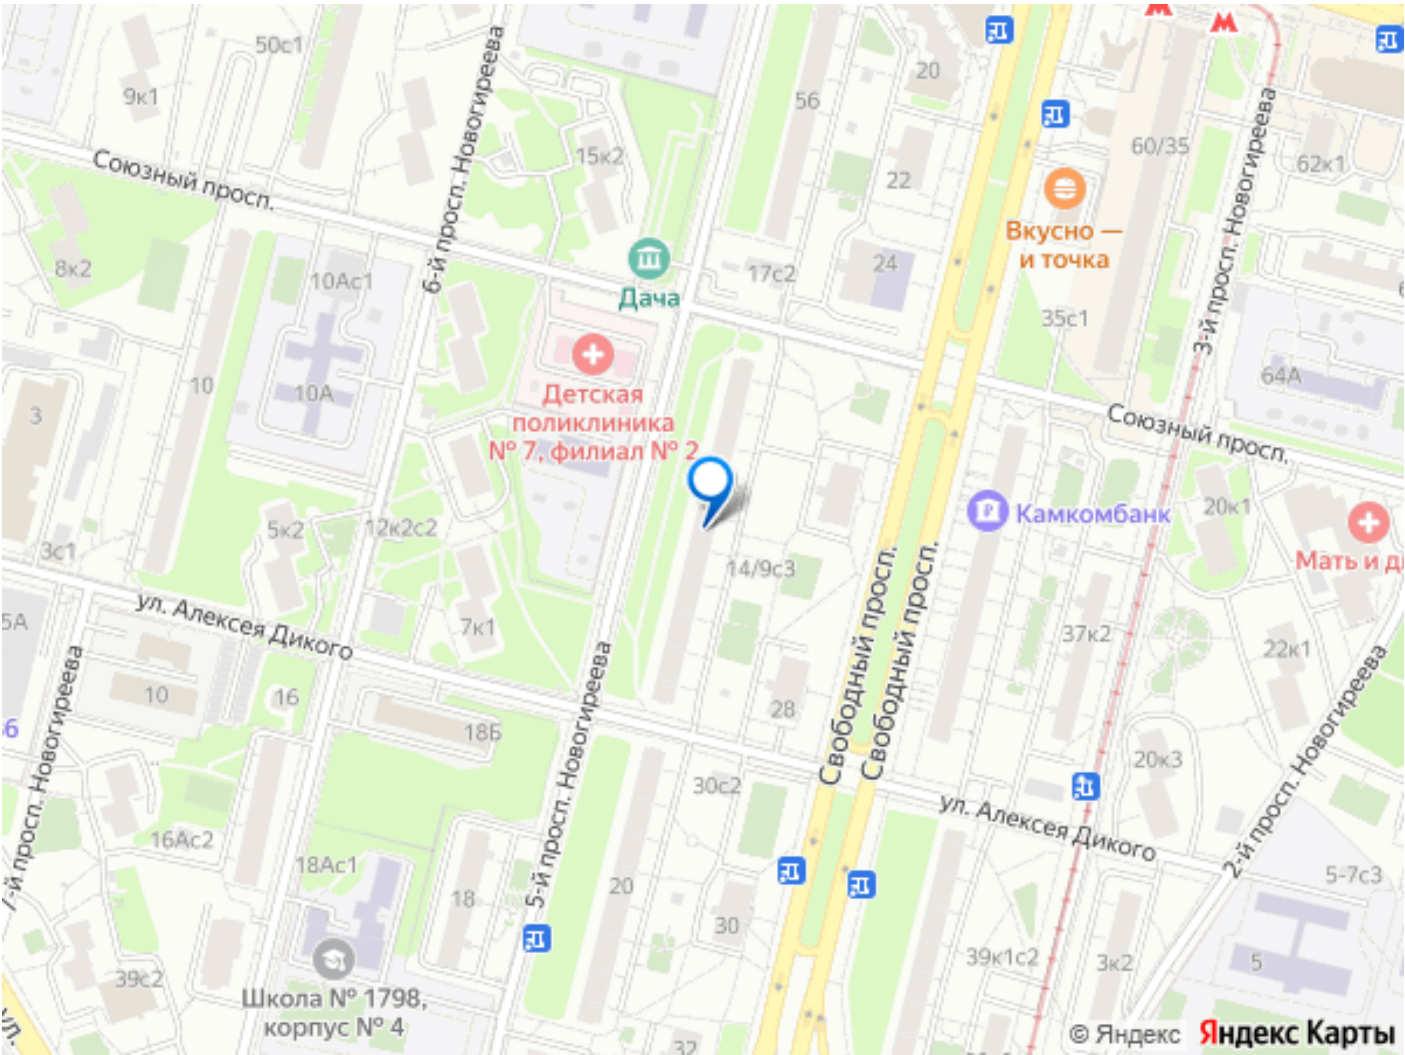 50с1
9к1
Союзный просп.
6-й просп. Новогиреева
15к2
56
20
22
24
60/35
62к1
3-й просп. Новогиреева
Вкусно —
и точка
8к2
10Ас1
Дача
17с2
35с1
64А
10
10А
3
Детская
поликлиника
№ 7, филиал № 2
Союзный просп.
Камкомбанк
20к1
Мать и д
5к2
12к2с2
3с1
14/9с3
Свободный просп.
Свободный просп.
ул. Алексея Дикого
5А
7к1
37к2
22к1
10
16
18Б
28
5-й просп. Новогиреева
7-й просп. Новогиреева
2-й просп. Новогиреева
20к3
30с2
ул. Алексея Дикого
16Ас2
18Ас1
18
20
30
5-7с3
39с2
39к1с2
3к2
5
Школа № 1798,
корпус № 4
ул.
32
© Яндекс Яндекс Карты